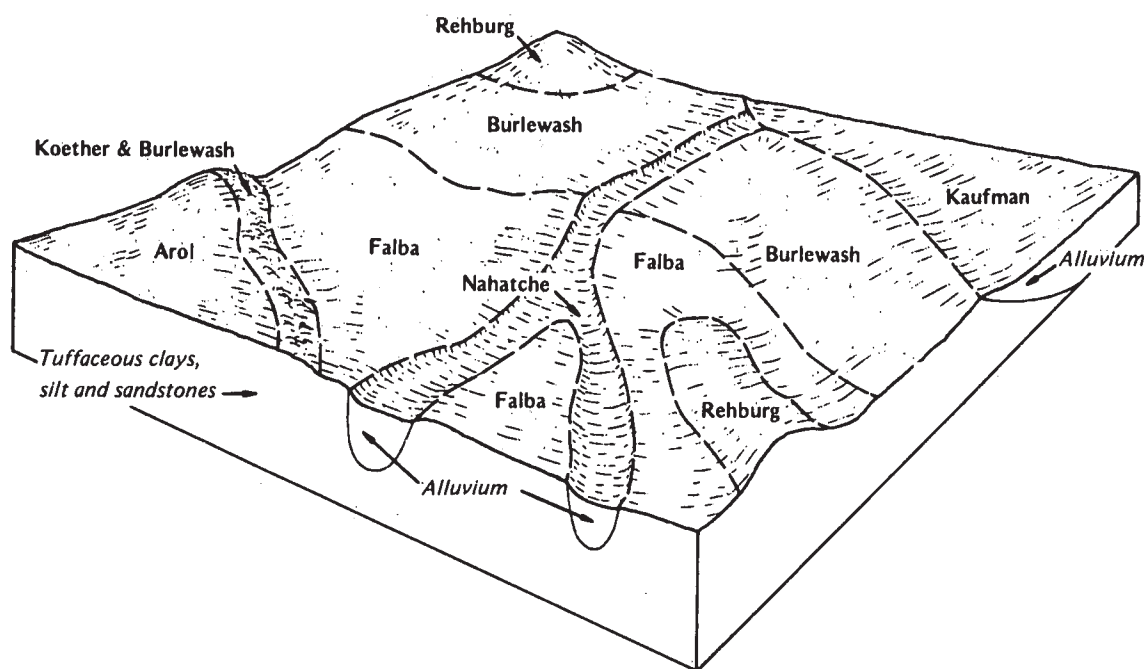 Rehburg
Burlewash
Koether & Burlewash
Kaufman
Arol
Falba
Falba
Burlewash
Alluvium
Nahatche
Tuffaceous clays,
silt and sandstones
Falba
Rehburg
Alluvium